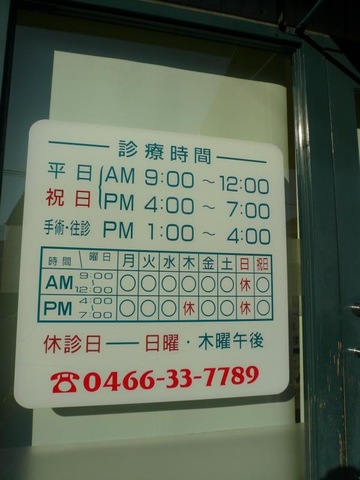 診療時間
平日 AM 9:00 ～ 12:00
祝日 PM 4:00 ～ 7:00
手術・往診 PM 1:00 ～ 4:00
時間 曜日 月 火 水 木 金 土 日 祝日
AM 9:00 ～ 12:00 ○ ○ ○ ○ ○ ○ 休 ○
PM 4:00 ～ 7:00 ○ ○ ○ 休 ○ ○ 休 ○
休診日 ― 日曜・木曜午後
☎0466-33-7789